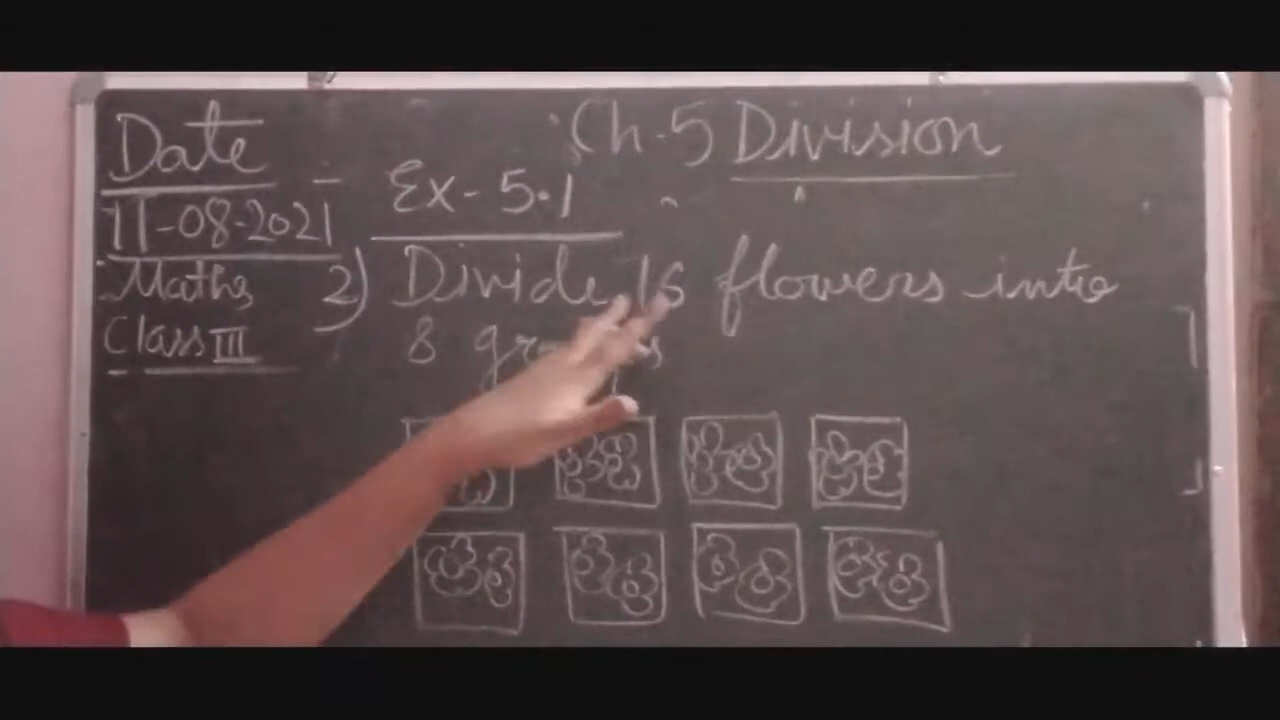 Ch-5 Division
Date
Ex-5.1
11-08-2021
Maths
2) Divide 16 flowers into
Class III
8